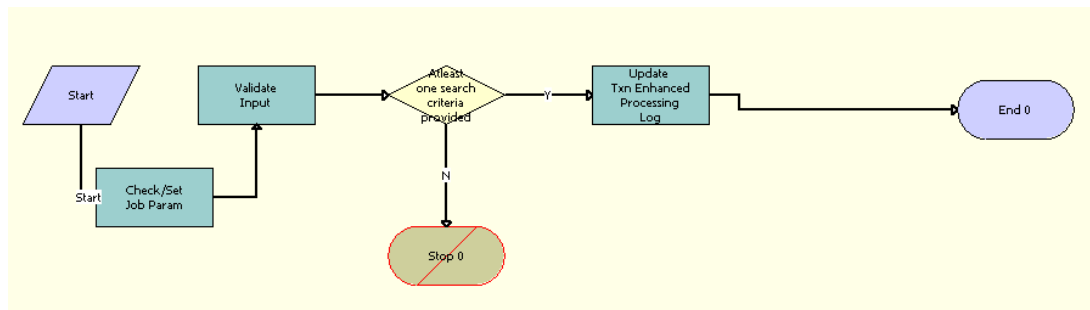 Start
Start
Check/Set
Job Param
Validate
Input
Atleast
one search
criteria
provided
Y
N
Update
Txn Enhanced
Processing
Log
End 0
Stop 0